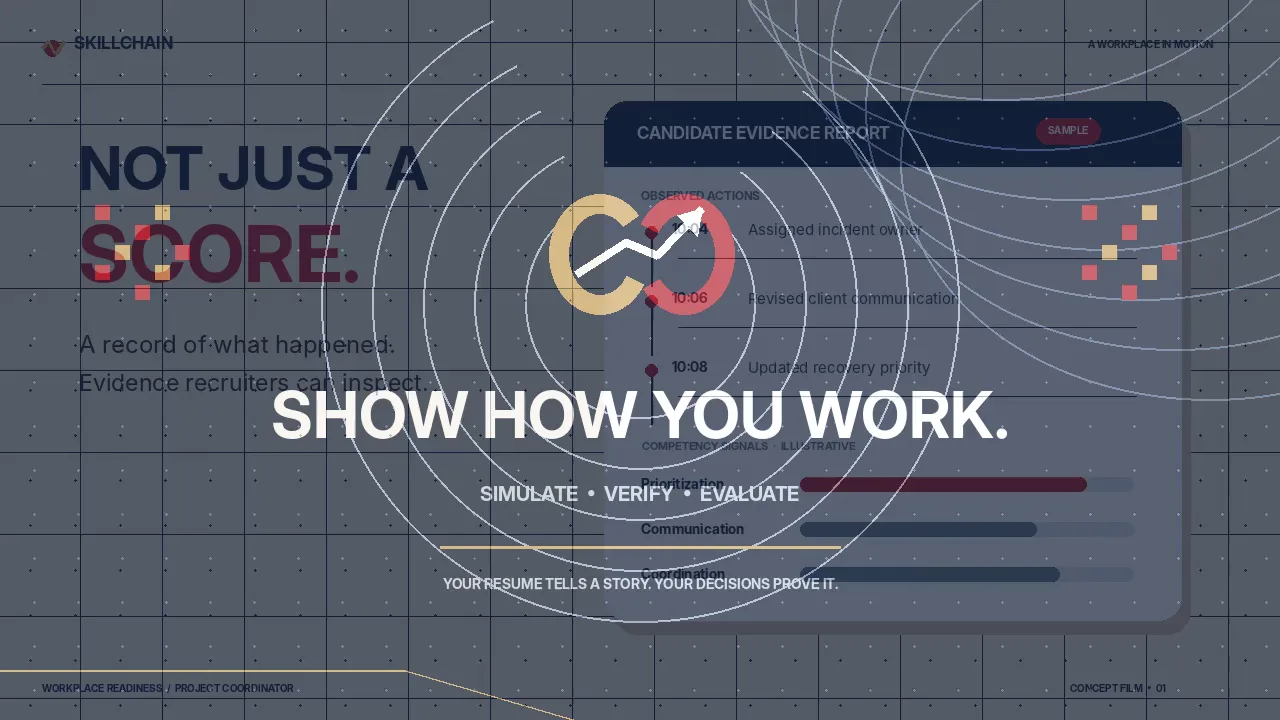 SKILLCHAIN
A WORKPLACE IN MOTION
NOT JUST A
SCORE.
A record of what happened.
Evidence recruiters can inspect.
CANDIDATE EVIDENCE REPORT
SAMPLE
OBSERVED ACTIONS
10:04 Assigned incident owner
10:06 Revised client communication
10:08 Updated recovery priority
SHOW HOW YOU WORK.
COMPETENCY SIGNALS · ILLUSTRATIVE
Prioritization
SIMULATE • VERIFY • EVALUATE
Communication
Coordination
YOUR RESUME TELLS A STORY. YOUR DECISIONS PROVE IT.
WORKPLACE READINESS / PROJECT COORDINATOR
CONCEPT FILM • 01